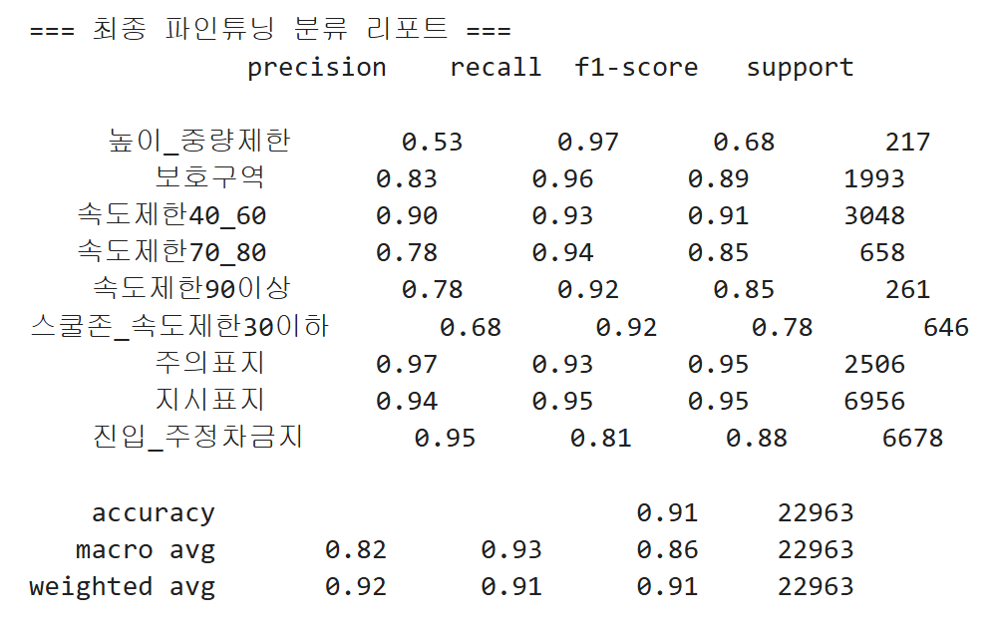 === 최종 파인튜닝 분류 리포트 ===
precision recall f1-score support
높이_중량제한 0.53 0.97 0.68 217
보호구역 0.83 0.96 0.89 1993
속도제한40_60 0.90 0.93 0.91 3048
속도제한70_80 0.78 0.94 0.85 658
속도제한90이상 0.78 0.92 0.85 261
스쿨존_속도제한30이하 0.68 0.92 0.78 646
주의표지 0.97 0.93 0.95 2506
지시표지 0.94 0.95 0.95 6956
진입_주정차금지 0.95 0.81 0.88 6678
accuracy 0.91 22963
macro avg 0.82 0.93 0.86 22963
weighted avg 0.92 0.91 0.91 22963